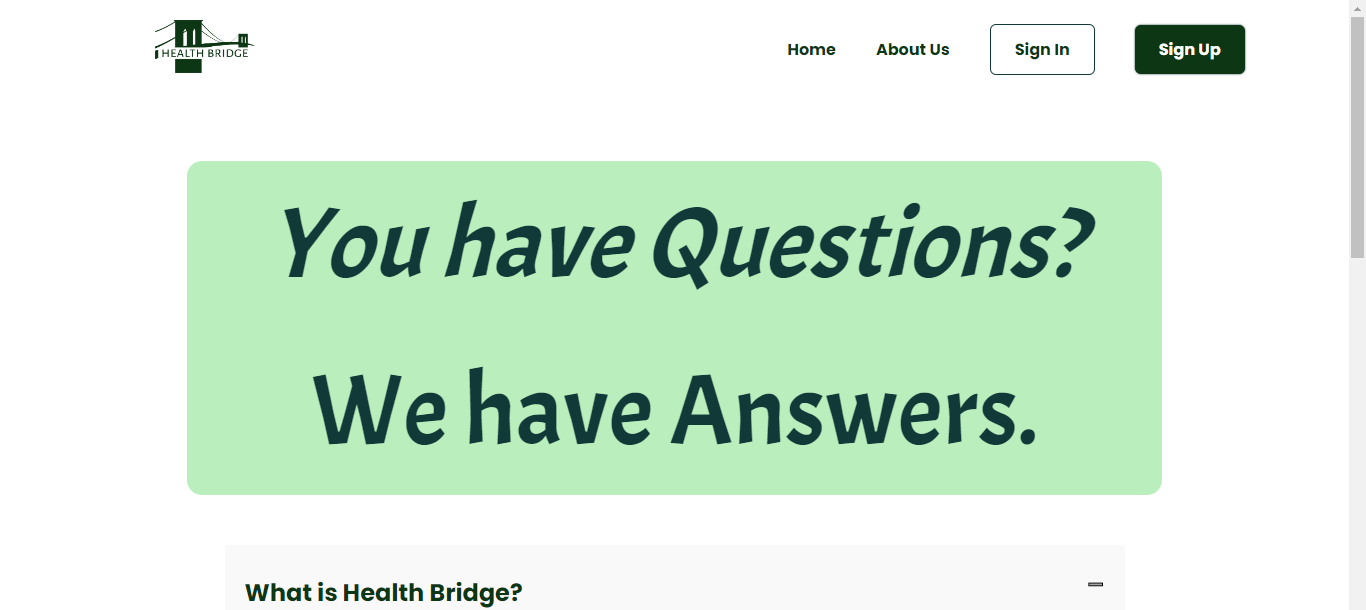 HEALTH BRIDGE
Home
About Us
Sign In
Sign Up
You have Questions?
We have Answers.
What is Health Bridge?